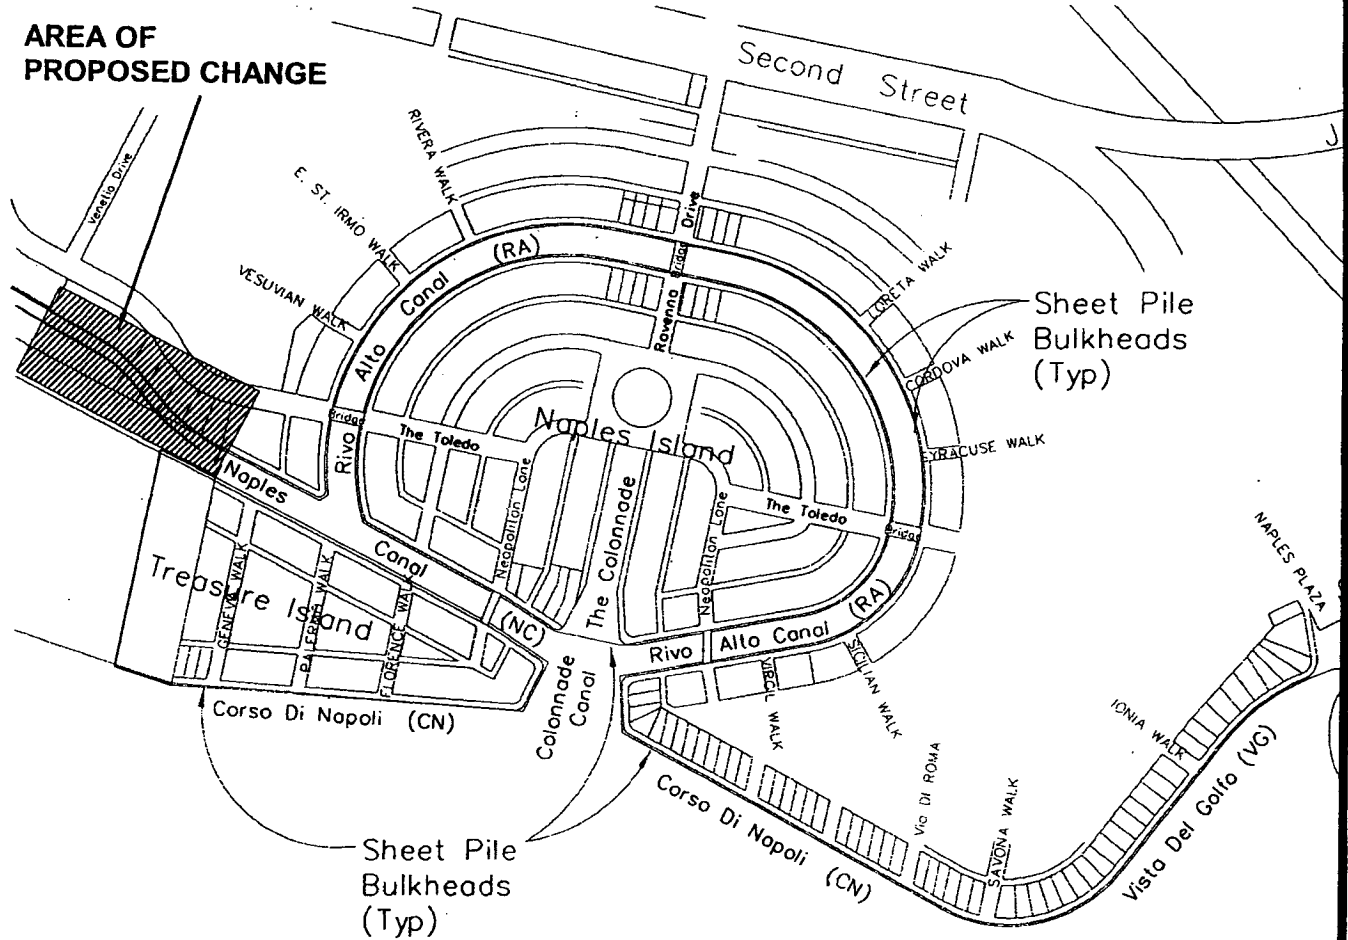 AREA OF
PROPOSED CHANGE
Second Street
J
RIVERA WALK
Venetia Drive
E. ST. IRMO WALK
Drive
(RA)
Bridge
LORETA WALK
Canal
VESUVIAN WALK
Ravenna
Sheet Pile
Bulkheads
(Typ)
Alto
CORDOVA WALK
Bridge
The Toledo
Naples Island
SYRACUSE WALK
Rivo
Naples
Neapolitan Lane
The Colonnade
Neapolitan Lane
The Toledo
Bridge
NAPLES PLAZA
Canal
Treasure Island
GENEVA WALK
PALERMO WALK
FLORENCE WALK
(NC)
(RA)
Rivo
Alto Canal
VIRGIL WALK
SICILIAN WALK
Corso Di Napoli (CN)
Colonnade
Canal
IONIA WALK
Corso Di Napoli (CN)
Via DI ROMA
SAVONA WALK
Vista Del Golfo (VG)
Sheet Pile
Bulkheads
(Typ)